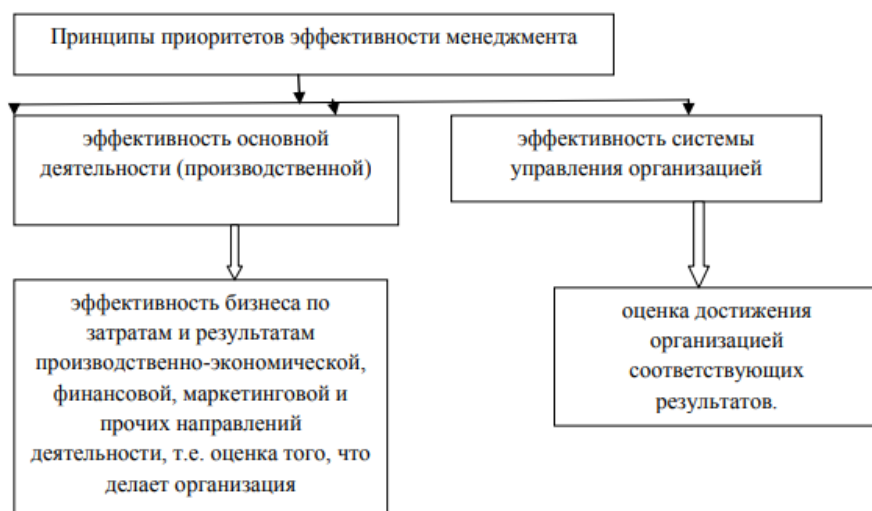 Принципы приоритетов эффективности менеджмента
эффективность основной
деятельности (производственной)
эффективность системы
управления организацией
эффективность бизнеса по
затратам и результатам
производственно-экономической,
финансовой, маркетинговой и
прочих направлений
деятельности, т.е. оценка того, что
делает организация
оценка достижения
организацией
соответствующих
результатов.